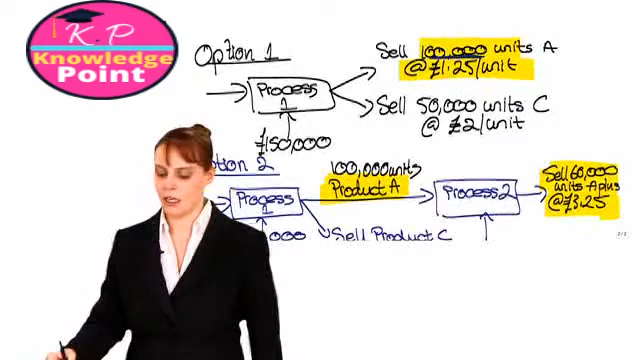 K.P
Knowledge
Point
Option 1
Sell 100,000 units A
@ £1.25/unit
Process
1
Sell 50,000 units C
@ £2/unit
£150,000
ption 2
100,000 units
Product A
Process
1
Process 2
Sell 60,000
units A plus
@ £3.25
000
Sell Product C